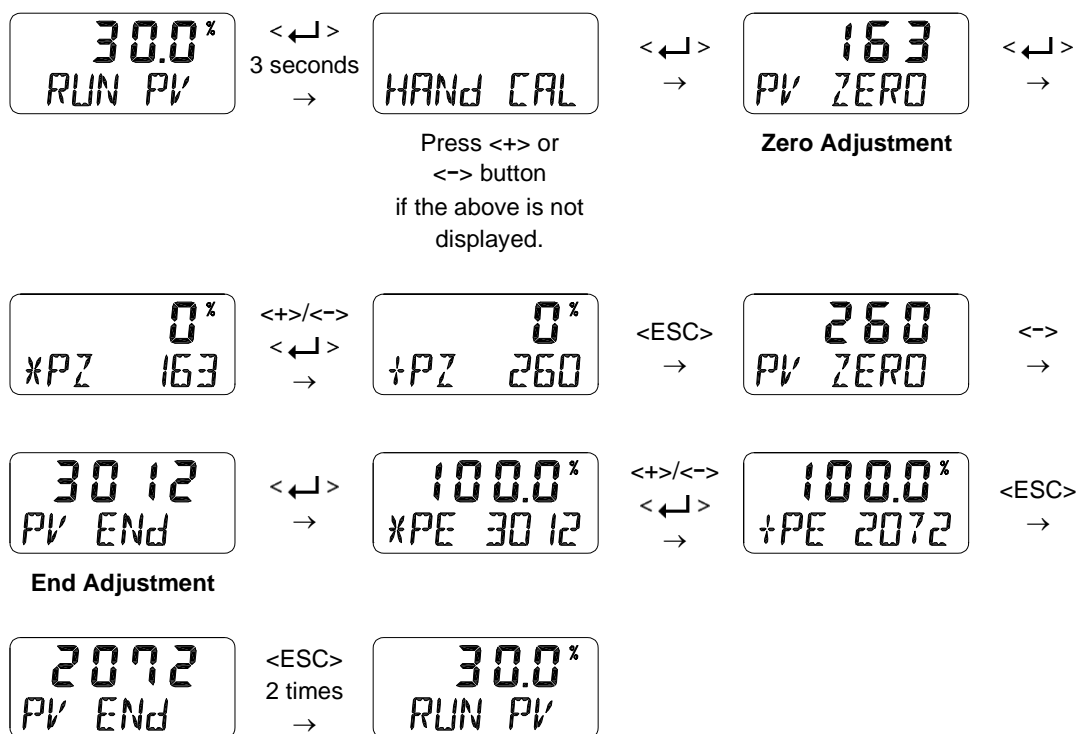 30.0%
RUN PV
< ↵ >
3 seconds
→
HANd CAL
Press <+> or
<-> button
if the above is not
displayed.
< ↵ >
→
163
PV ZERO
Zero Adjustment
< ↵ >
→
0%
*PZ 163
<+>/<->
< ↵ >
→
0%
+PZ 260
<ESC>
→
260
PV ZERO
<->
→
3012
PV ENd
End Adjustment
< ↵ >
→
100.0%
*PE 3012
<+>/<->
< ↵ >
→
100.0%
+PE 2072
<ESC>
→
2072
PV ENd
<ESC>
2 times
→
30.0%
RUN PV